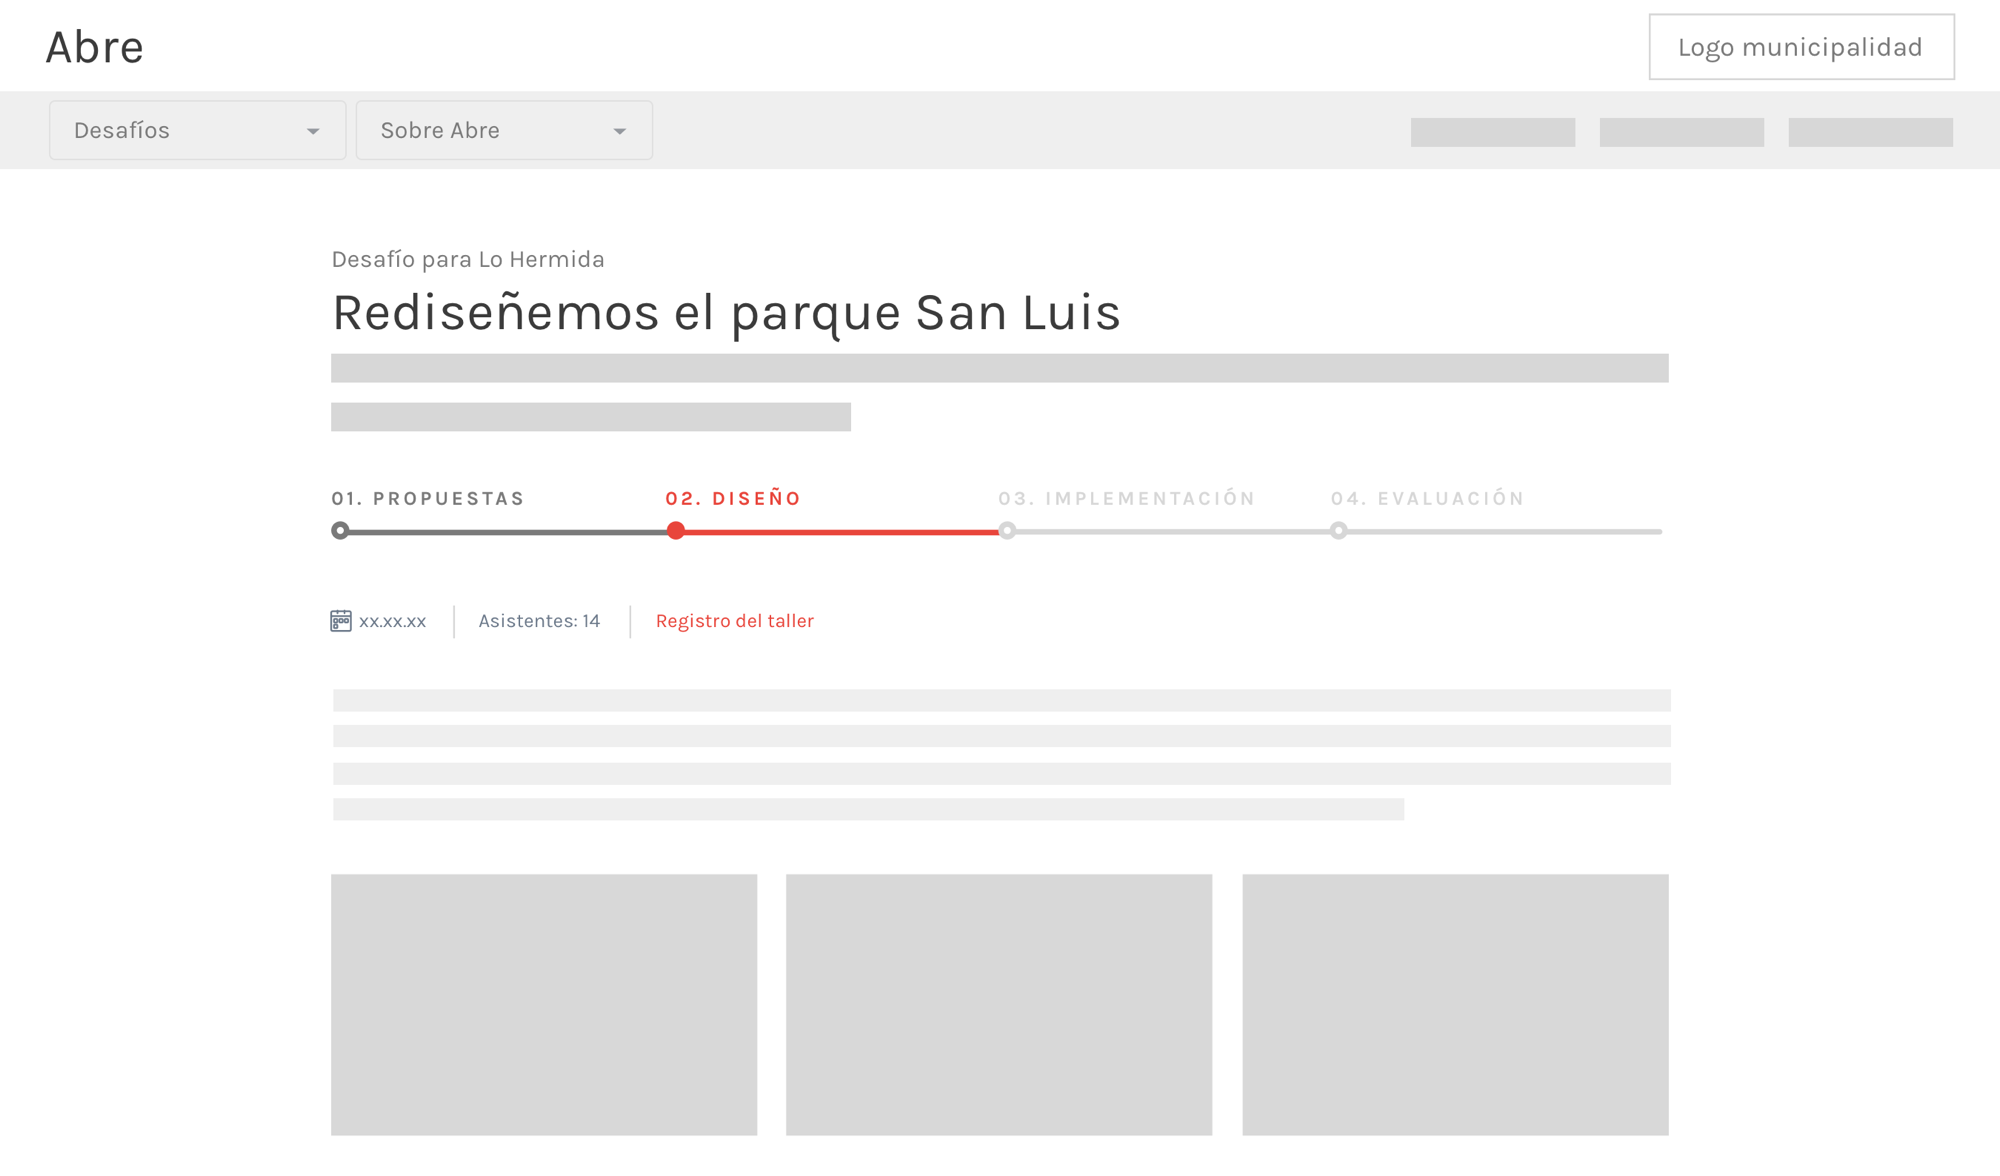 Abre
Logo municipalidad
Desafíos
Sobre Abre
Desafío para Lo Hermida
Rediseñemos el parque San Luis
01. PROPUESTAS
02. DISEÑO
03. IMPLEMENTACIÓN
04. EVALUACIÓN
xx.xx.xx
Asistentes: 14
Registro del taller